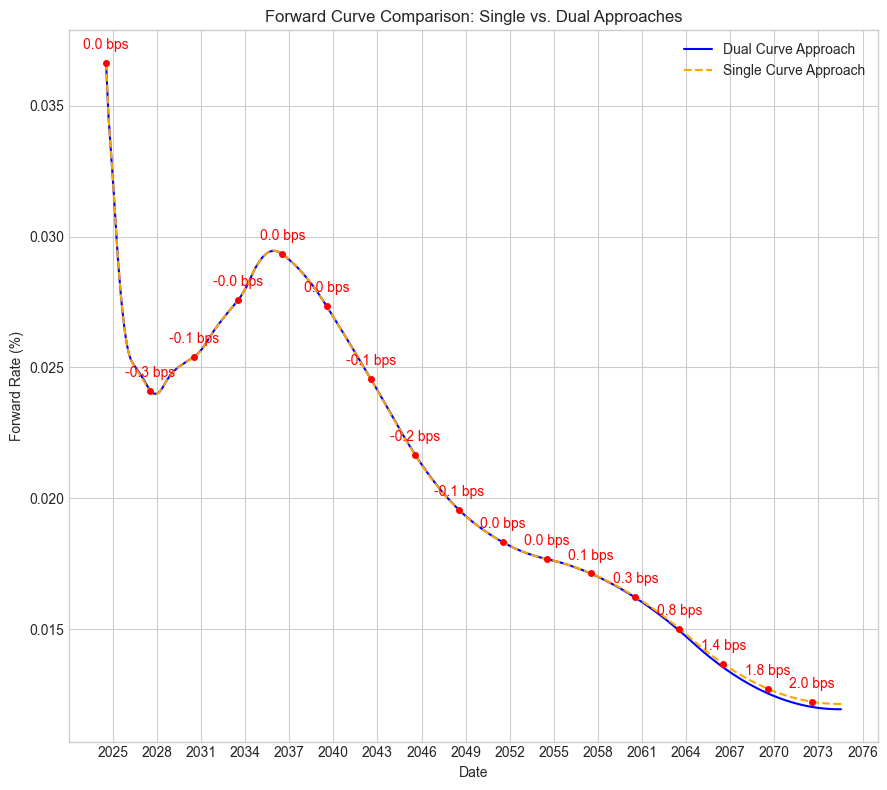 Forward Curve Comparison: Single vs. Dual Approaches
Dual Curve Approach
Single Curve Approach
0.0 bps
-0.3 bps
-0.1 bps
-0.0 bps
0.0 bps
0.0 bps
-0.1 bps
-0.2 bps
-0.1 bps
0.0 bps
0.0 bps
0.1 bps
0.3 bps
0.8 bps
1.4 bps
1.8 bps
2.0 bps
Forward Rate (%)
0.035
0.030
0.025
0.020
0.015
2025 2028 2031 2034 2037 2040 2043 2046 2049 2052 2055 2058 2061 2064 2067 2070 2073 2076
Date